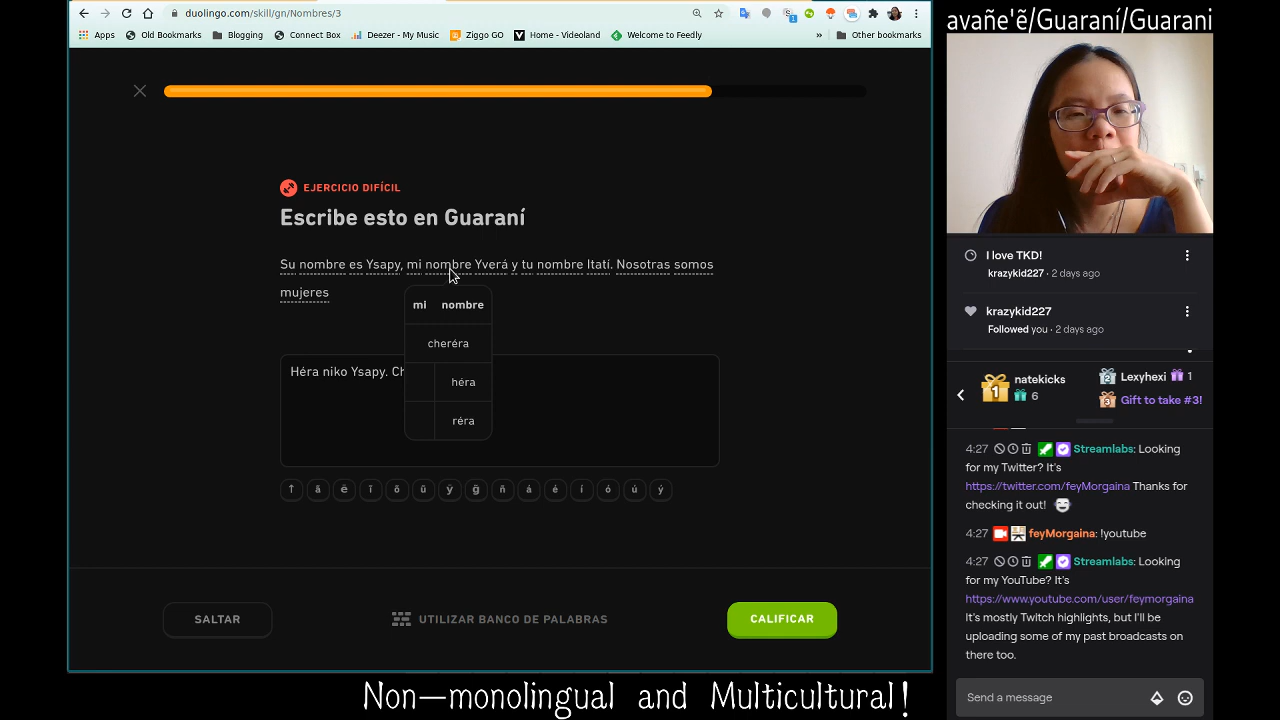 duolingo.com/skill/gn/Nombres/3
Apps
Old Bookmarks
Blogging
Connect Box
Deezer - My Music
Ziggo GO
Home - Videoland
Welcome to Feedly
»
Other bookmarks
EJERCICIO DIFÍCIL
Escribe esto en Guaraní
Su nombre es Ysapy, mi nombre Yverá y tu nombre Itatí. Nosotras somos
mujeres
mi nombre
cheréra
héra
réra
Héra niko Ysapy. Ch
↑ ã ẽ ĩ õ ũ ỹ g̃ ñ á é í ó ú ý
SALTAR
UTILIZAR BANCO DE PALABRAS
CALIFICAR
avañe'ẽ/Guaraní/Guarani
I love TKD!
krazykid227 · 2 days ago
krazykid227
Followed you · 2 days ago
1
natekicks
6
Lexyhexi 1
Gift to take #3!
4:27 Streamlabs: Looking
for my Twitter? It's
https://twitter.com/feyMorgaina Thanks for
checking it out!
4:27 feyMorgaina: !youtube
4:27 Streamlabs: Looking
for my YouTube? It's
https://www.youtube.com/user/feymorgaina
It's mostly Twitch highlights, but I'll be
uploading some of my past broadcasts on
there too.
Send a message
Non-monolingual and Multicultural!